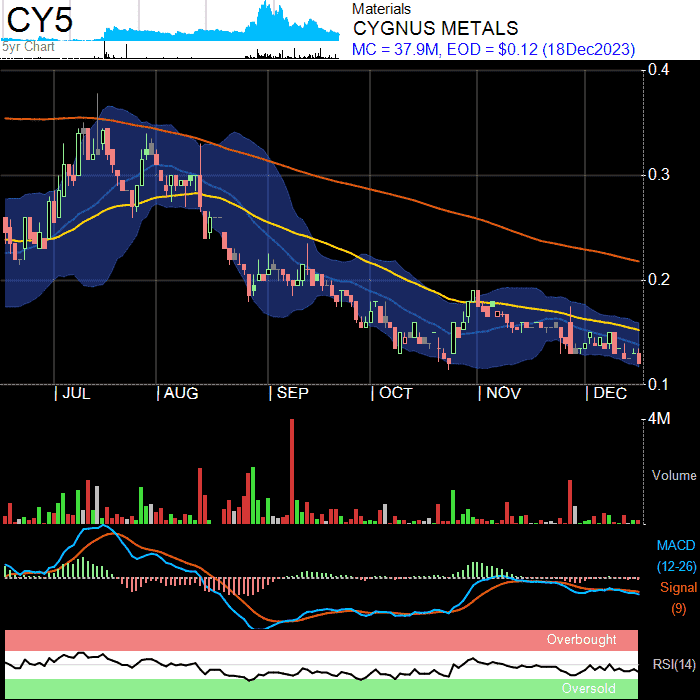 CY5
5yr Chart
Materials
CYGNUS METALS
MC = 37.9M, EOD = $0.12 (18Dec2023)
0.4
0.3
0.2
0.1
JUL
AUG
SEP
OCT
NOV
DEC
4M
Volume
MACD
(12-26)
Signal
(9)
Overbought
RSI(14)
Oversold